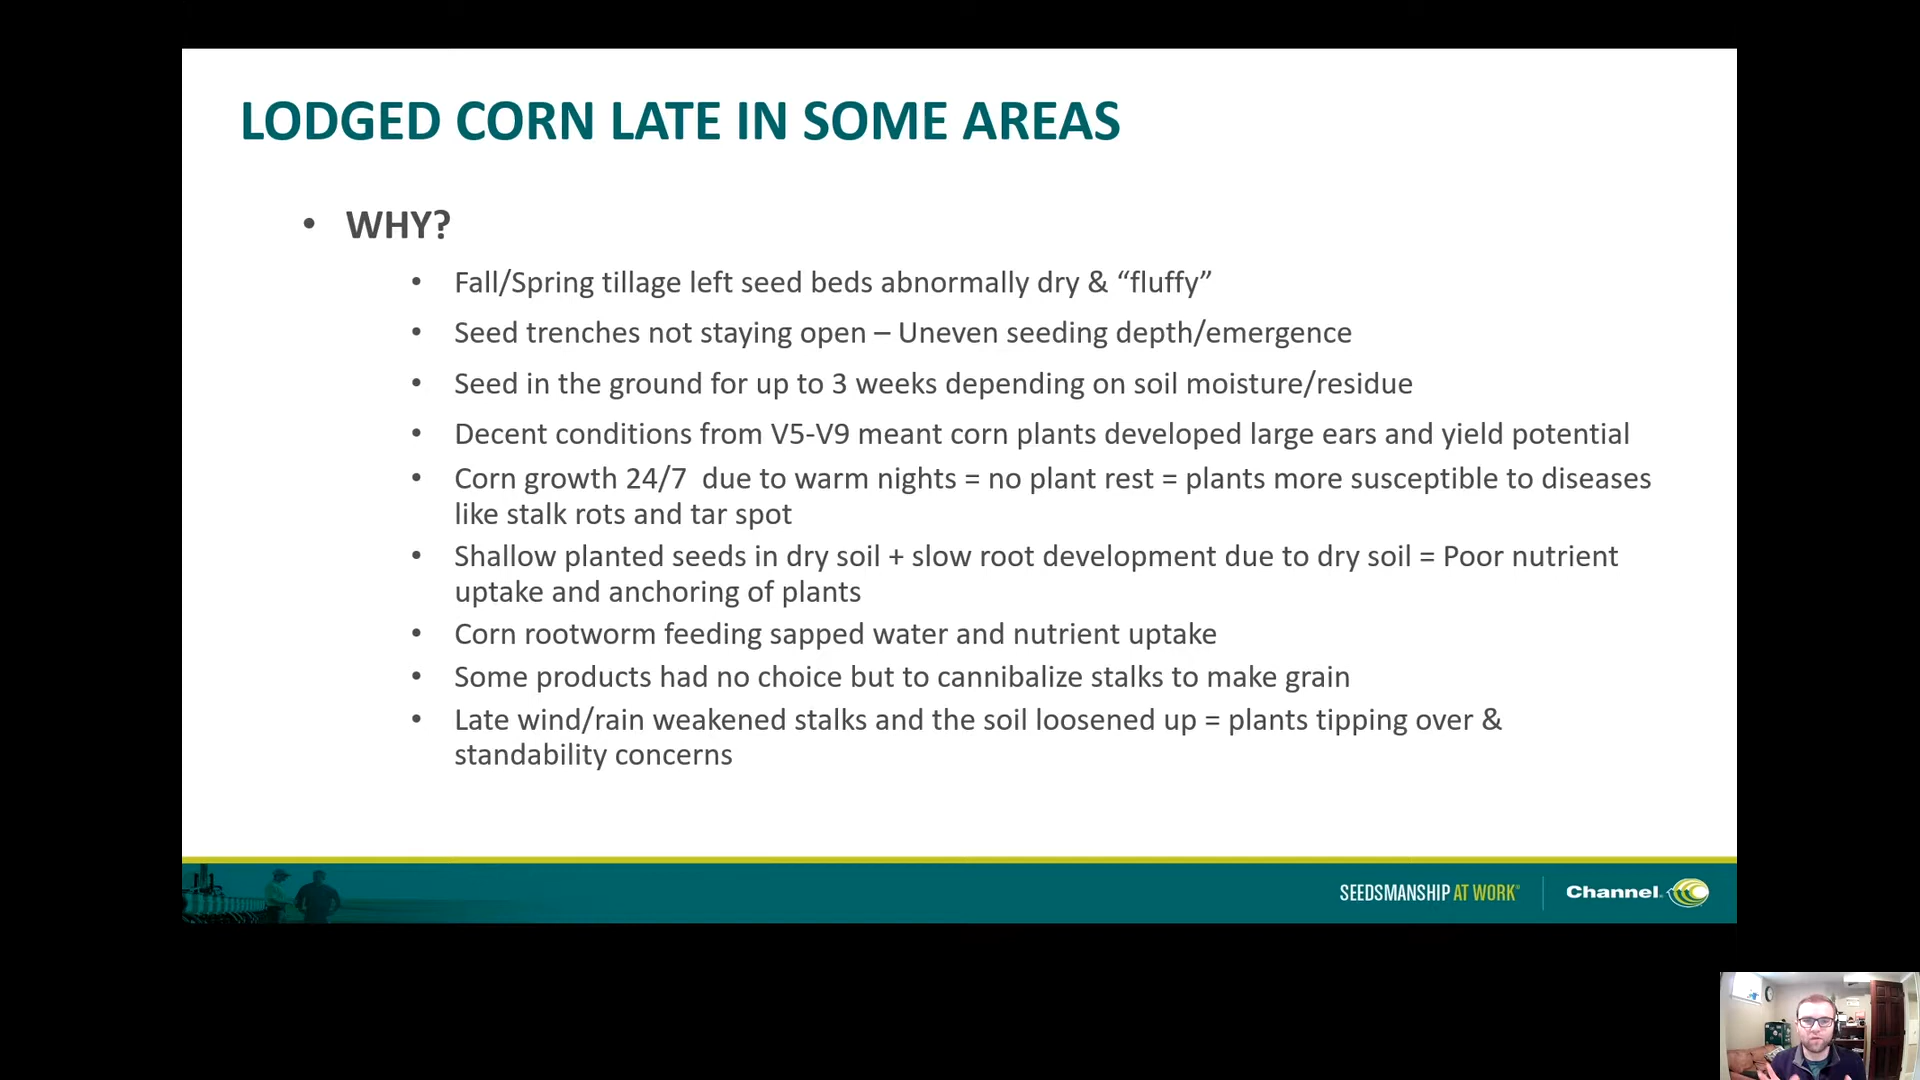 LODGED CORN LATE IN SOME AREAS
• WHY?
• Fall/Spring tillage left seed beds abnormally dry & “fluffy”
• Seed trenches not staying open – Uneven seeding depth/emergence
• Seed in the ground for up to 3 weeks depending on soil moisture/residue
• Decent conditions from V5-V9 meant corn plants developed large ears and yield potential
• Corn growth 24/7  due to warm nights = no plant rest = plants more susceptible to diseases
like stalk rots and tar spot
• Shallow planted seeds in dry soil + slow root development due to dry soil = Poor nutrient
uptake and anchoring of plants
• Corn rootworm feeding sapped water and nutrient uptake
• Some products had no choice but to cannibalize stalks to make grain
• Late wind/rain weakened stalks and the soil loosened up = plants tipping over &
standability concerns
SEEDSMANSHIP AT WORK®
Channel.